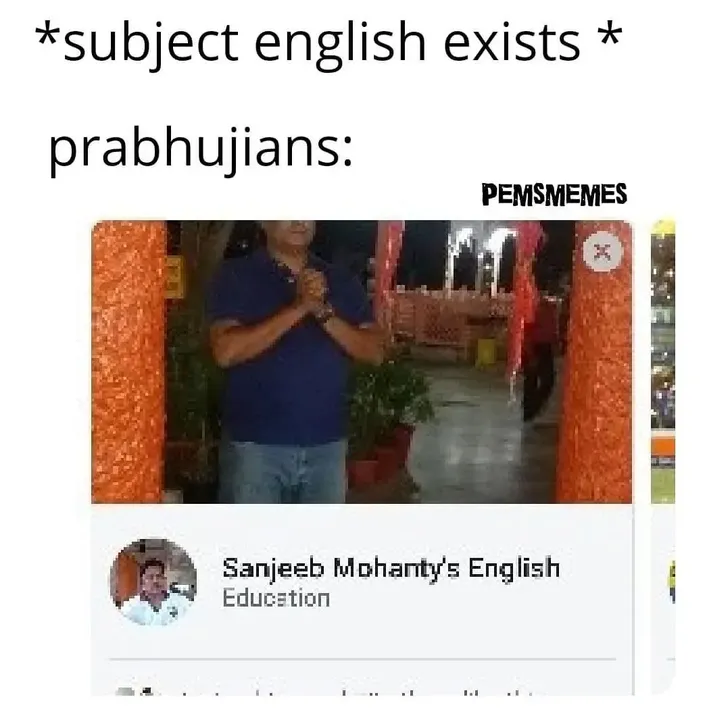 *subject english exists *
prabhujians:
PEMSMEMES
Sanjeeb Mohanty's English
Education